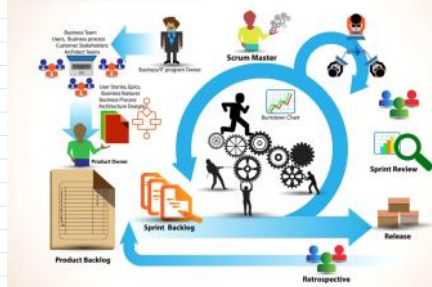 Business Team
Users, Business process
Customer Stakeholders
Architect Teams
Business/IT program Owner
Scrum Master
User Stories, Epics,
Business Features
Business Process
Architecture Designs
Burndown Chart
Product Owner
Sprint Review
Sprint Backlog
Release
Product Backlog
Retrospective